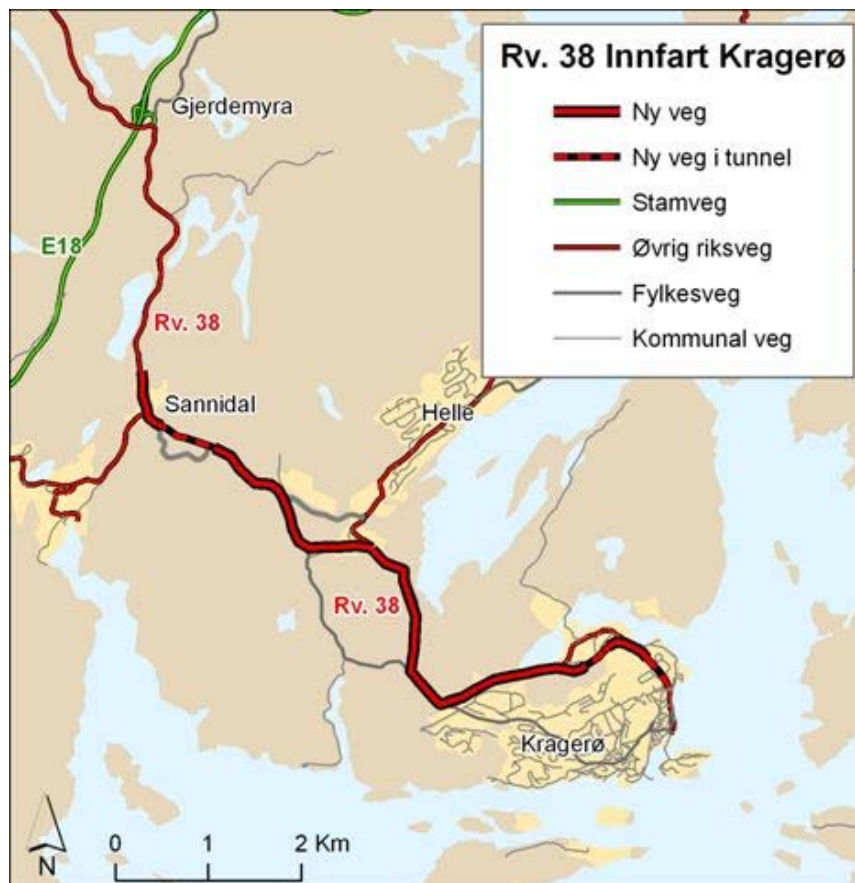 Rv. 38 Innfart Kragerø
Ny veg
Ny veg i tunnel
Stamveg
Øvrig riksveg
Fylkesveg
Kommunal veg
Gjerdemyra
E18
Rv. 38
Sannidal
Helle
Rv. 38
Kragerø
N
0 1 2 Km